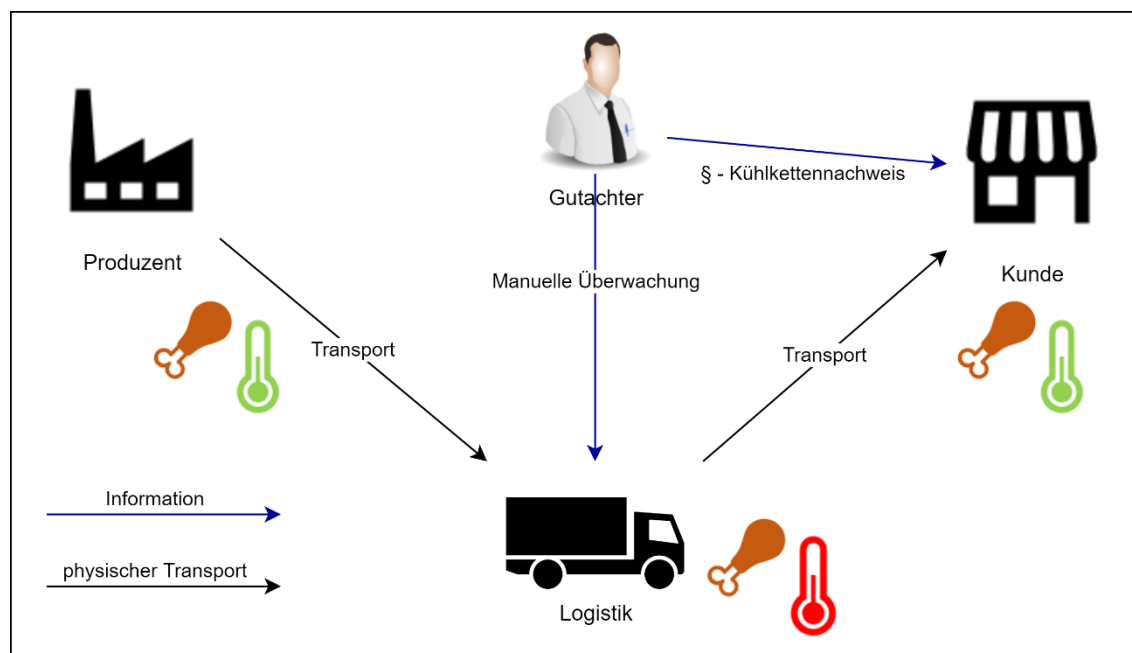 Gutachter
§ - Kühlkettennachweis
Produzent
Manuelle Überwachung
Kunde
Transport
Transport
Information
physischer Transport
Logistik